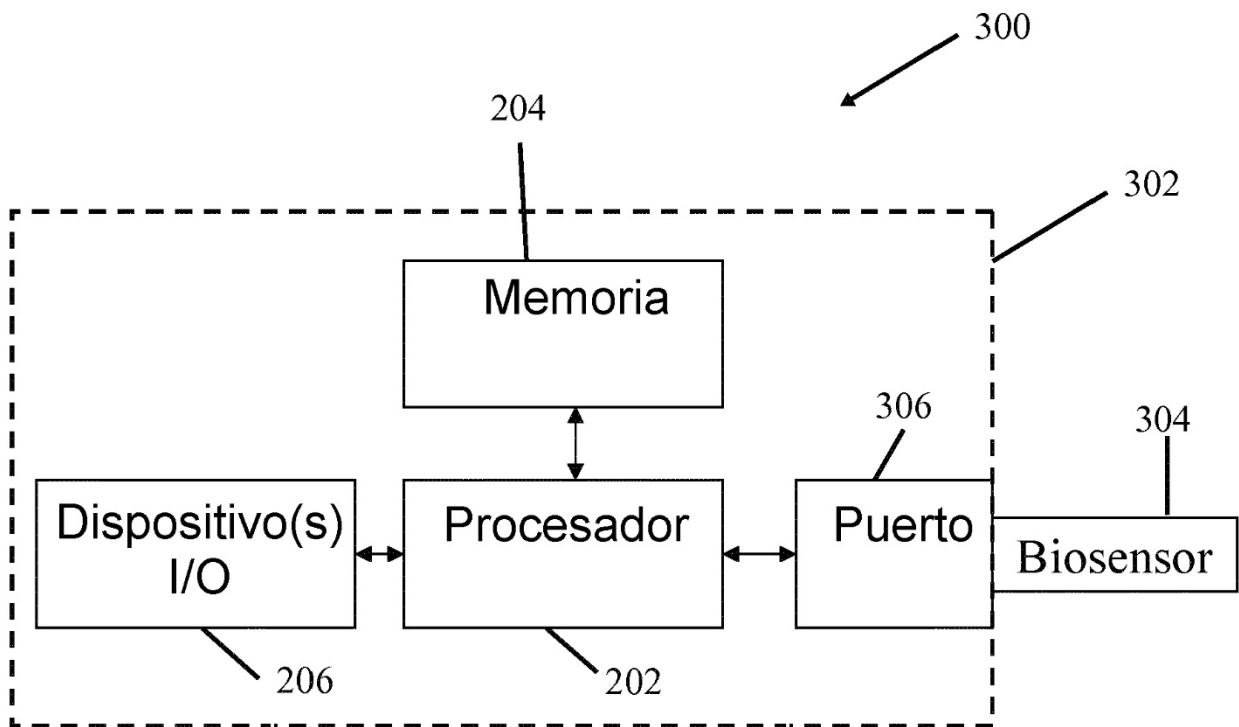 300
204
302
Memoria
306
304
Dispositivo(s)
I/O
Procesador
Puerto
Biosensor
206
202